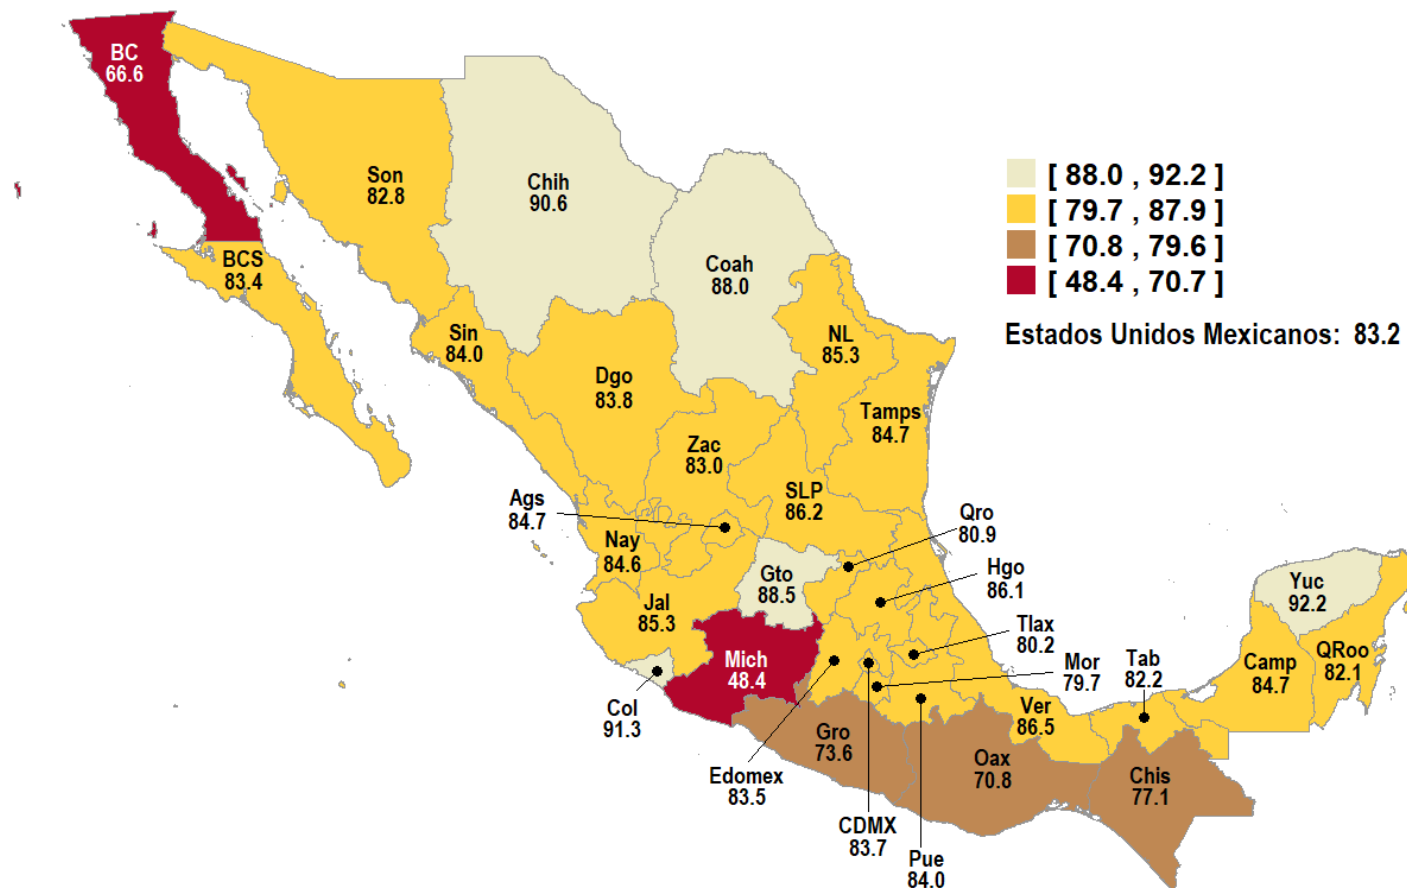 BC
66.6
Son
82.8
Chih
90.6
Coah
88.0
[ 88.0 , 92.2 ]
[ 79.7 , 87.9 ]
[ 70.8 , 79.6 ]
[ 48.4 , 70.7 ]
Estados Unidos Mexicanos: 83.2
BCS
83.4
Sin
84.0
NL
85.3
Dgo
83.8
Tamps
84.7
Zac
83.0
SLP
86.2
Ags
84.7
Qro
80.9
Nay
84.6
Hgo
86.1
Gto
88.5
Yuc
92.2
Jal
85.3
Tlax
80.2
Mich
48.4
Mor
79.7
Tab
82.2
Camp
84.7
QRoo
82.1
Col
91.3
Ver
86.5
Gro
73.6
Edomex
83.5
Oax
70.8
Chis
77.1
CDMX
83.7
Pue
84.0